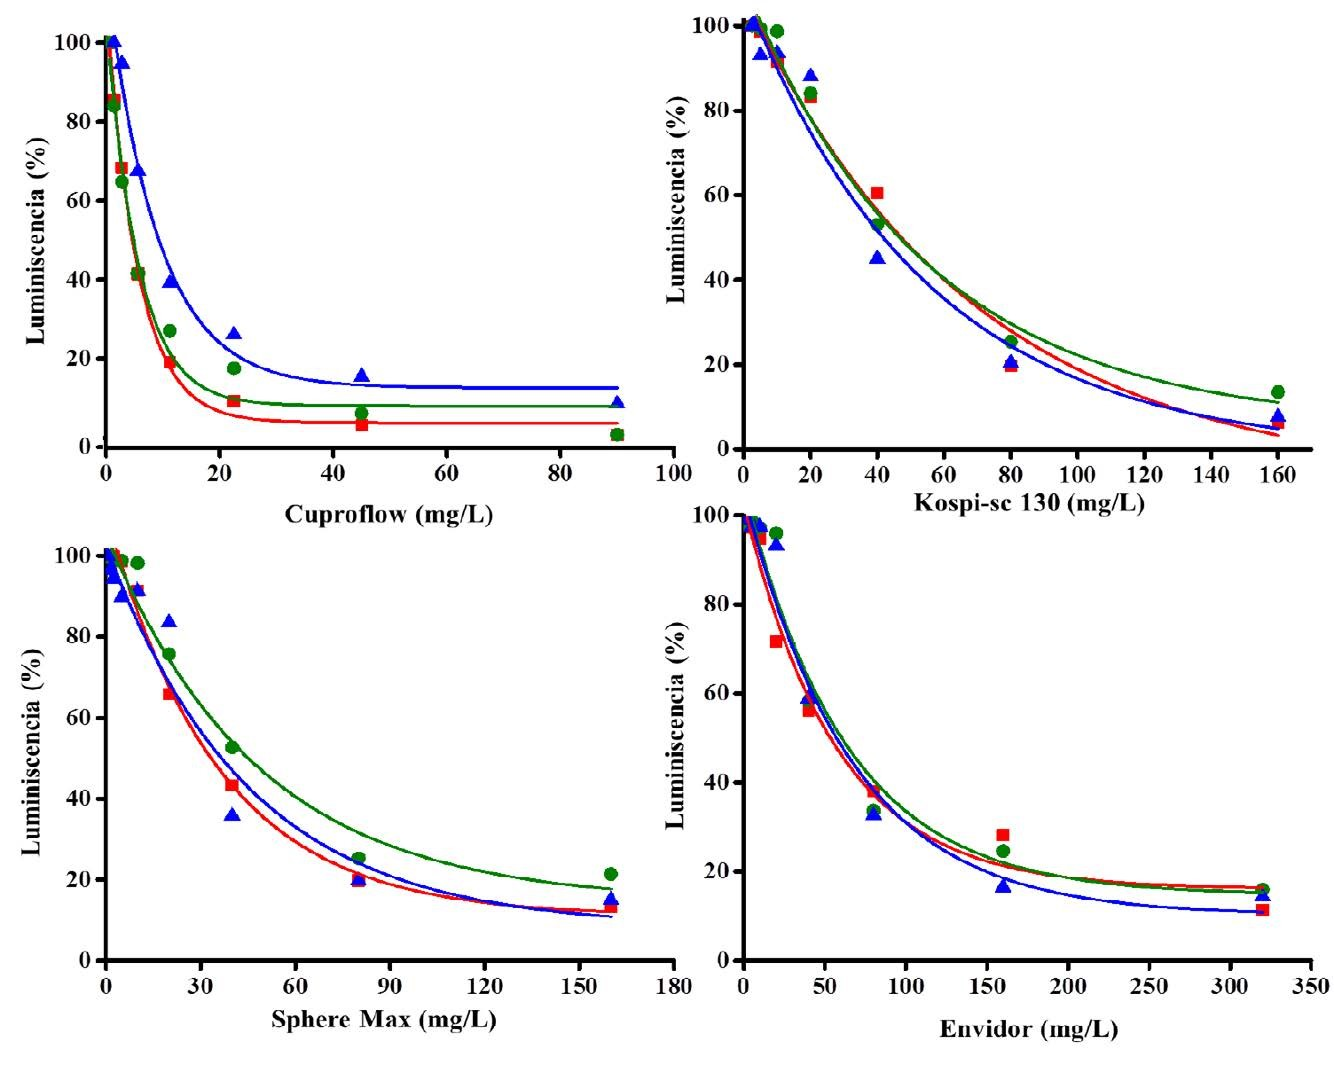 100
80
60
40
20
0
Luminiscencia (%)
0 20 40 60 80 100
Cuproflow (mg/L)
100
80
60
40
20
0
Luminiscencia (%)
0 20 40 60 80 100 120 140 160
Kospi-sc 130 (mg/L)
100
80
60
40
20
0
Luminiscencia (%)
0 30 60 90 120 150 180
Sphere Max (mg/L)
100
80
60
40
20
0
Luminiscencia (%)
0 50 100 150 200 250 300 350
Envidor (mg/L)